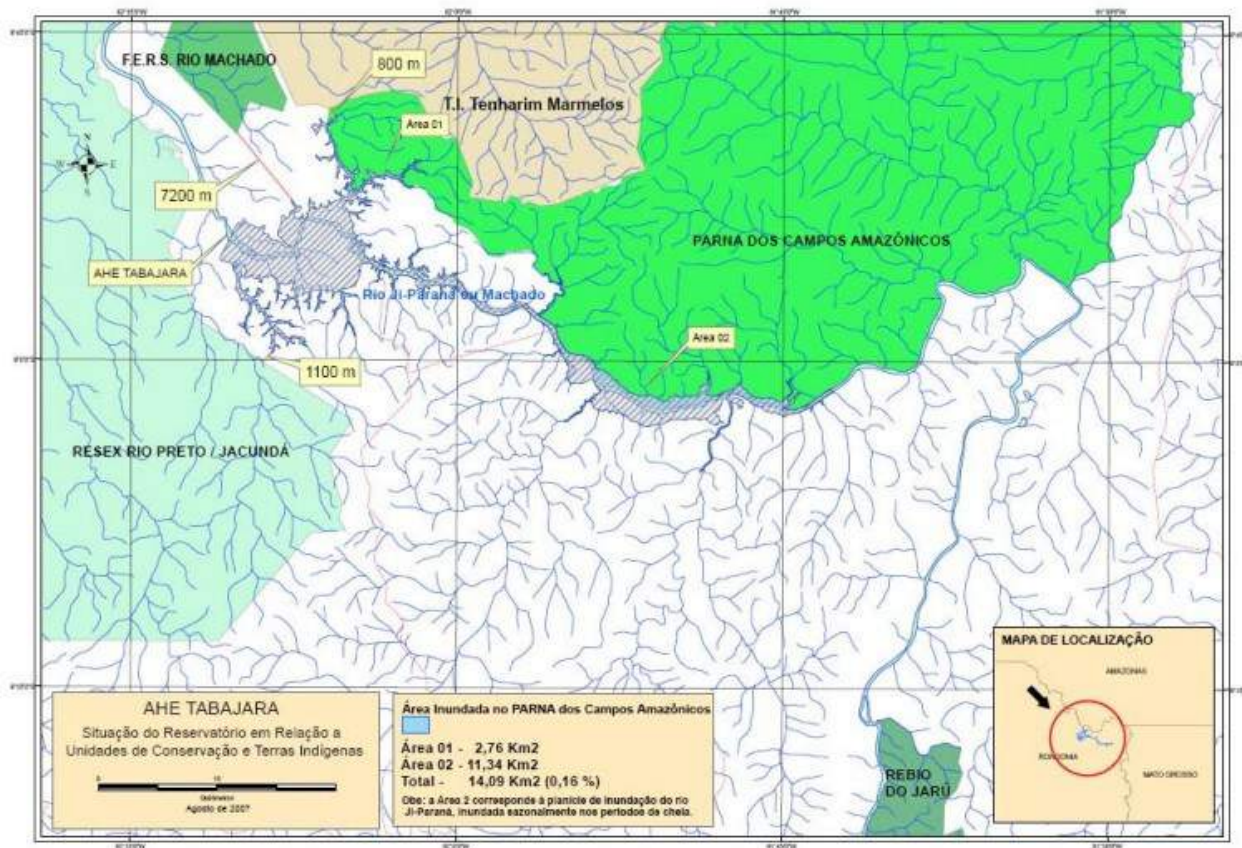 F.E.R.S. RIO MACHADO
800 m
T.I. Tenharim Marmelos
Area 01
7200 m
PARNA DOS CAMPOS AMAZÔNICOS
AHE TABAJARA
Rio Ji-Paraná ou Machado
Area 02
1100 m
RESEX RIO PRETO / JACUNDÁ
N
W
E
S
REBIO
DO JARÚ
AHE TABAJARA
Situação do Reservatório em Relação a
Unidades de Conservação e Terras Indígenas
0
10
Agosto de 2007
Área Inundada no PARNA dos Campos Amazônicos
Área 01 - 2,76 Km2
Área 02 - 11,34 Km2
Total - 14,09 Km2 (0,16 %)
Obs: a Area 2 corresponde à planície de inundação do rio
Ji-Paraná, inundada sazonalmente nos períodos de cheia.
MAPA DE LOCALIZAÇÃO
AMAZONAS
RONDONIA
MATO GROSSO